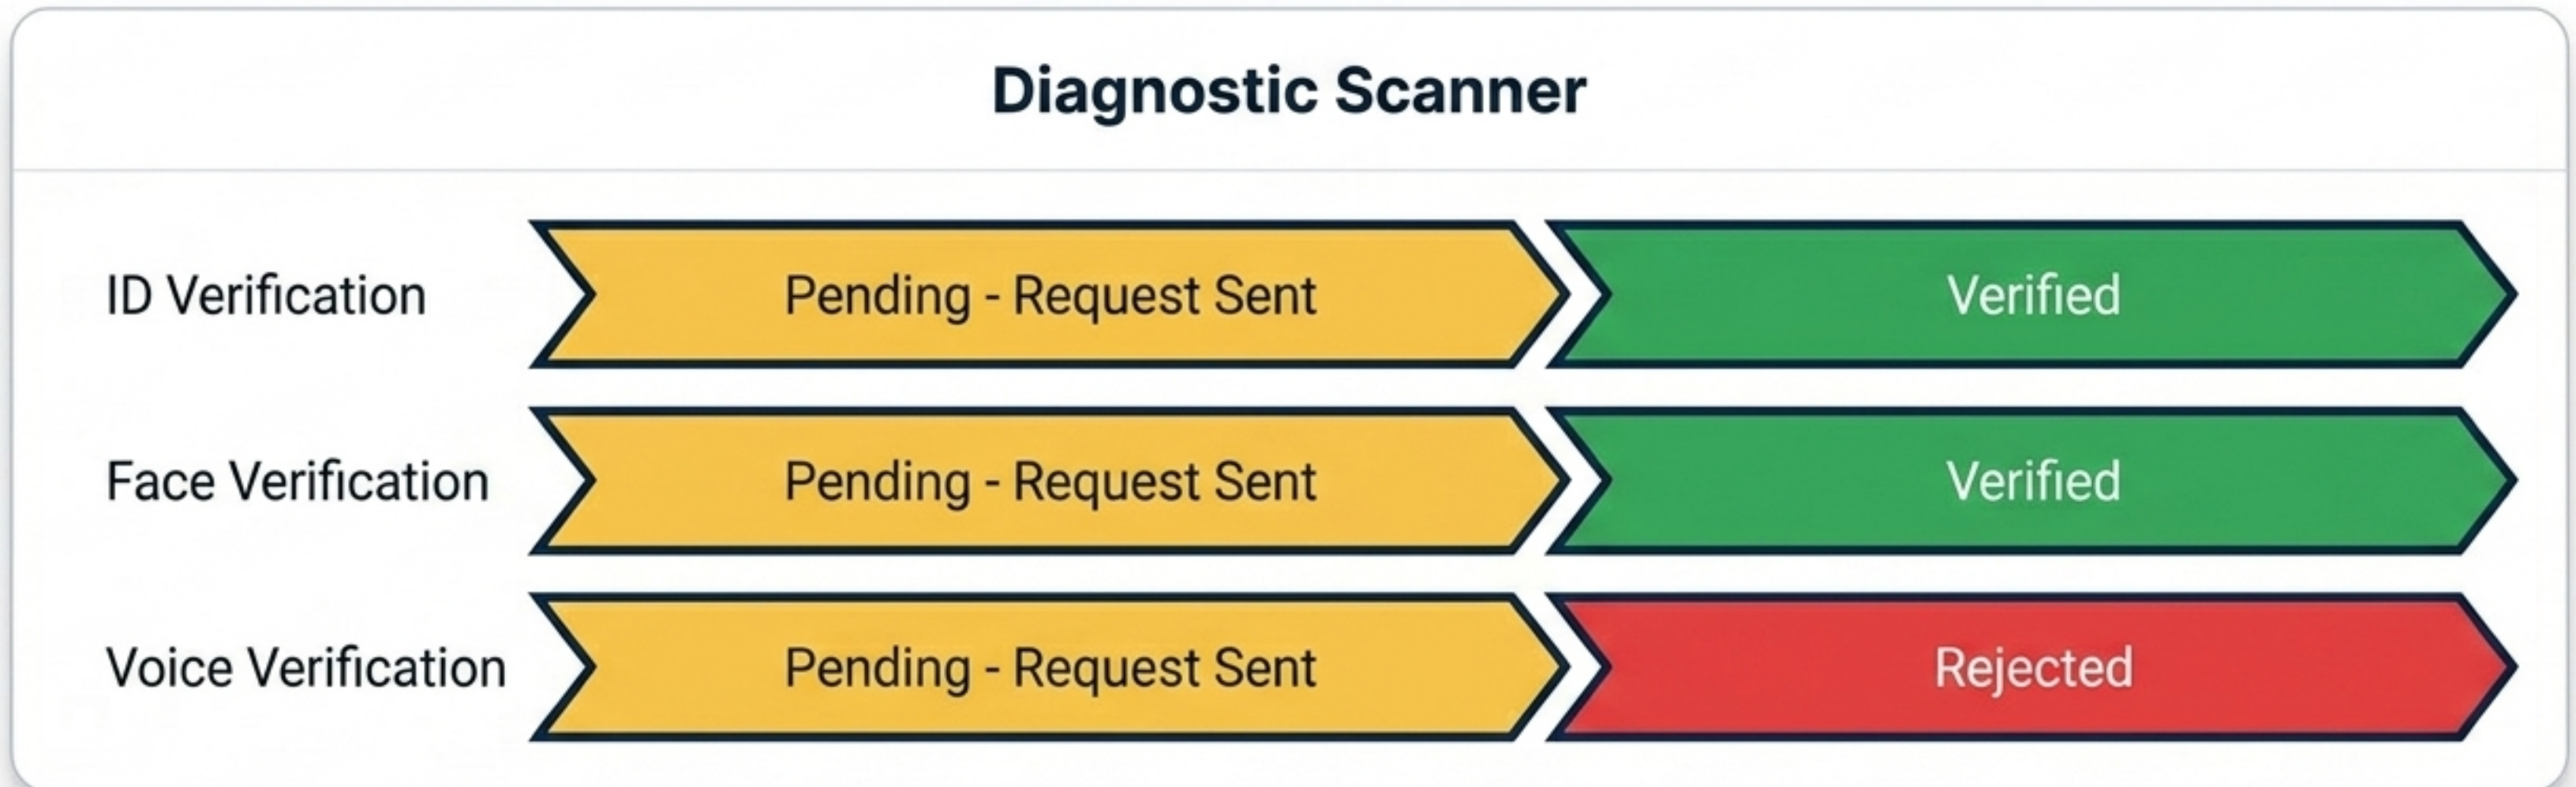 Diagnostic Scanner
ID Verification Pending - Request Sent Verified
Face Verification Pending - Request Sent Verified
Voice Verification Pending - Request Sent Rejected